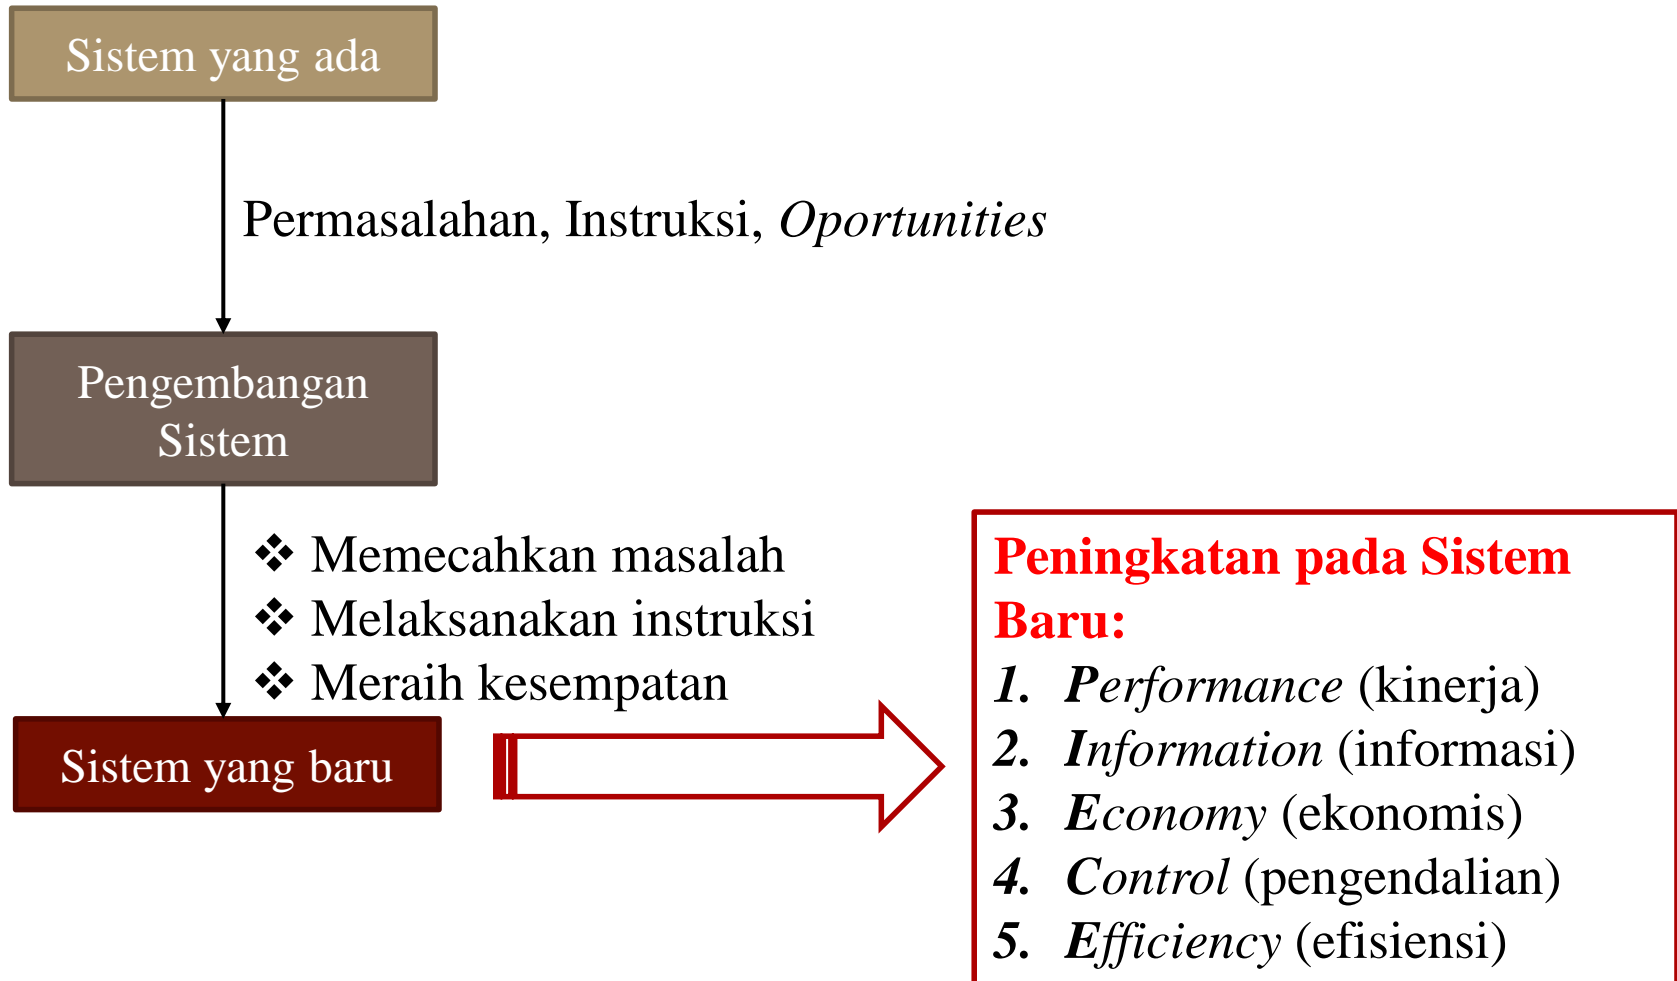 Sistem yang ada
Permasalahan, Instruksi, Oportunities
Pengembangan
Sistem
❖ Memecahkan masalah
❖ Melaksanakan instruksi
❖ Meraih kesempatan
Sistem yang baru
Peningkatan pada Sistem
Baru:
1. Performance (kinerja)
2. Information (informasi)
3. Economy (ekonomis)
4. Control (pengendalian)
5. Efficiency (efisiensi)